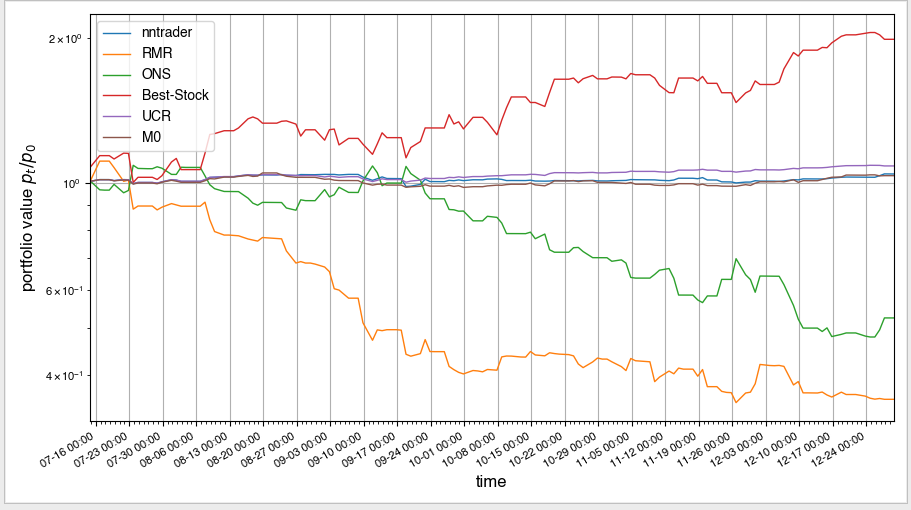 nntrader
RMR
ONS
Best-Stock
UCR
M0
2 × 10⁰
10⁰
6 × 10⁻¹
4 × 10⁻¹
portfolio value pₜ/p₀
07-16 00:00
07-23 00:00
07-30 00:00
08-06 00:00
08-13 00:00
08-20 00:00
08-27 00:00
09-03 00:00
09-10 00:00
09-17 00:00
09-24 00:00
10-01 00:00
10-08 00:00
10-15 00:00
10-22 00:00
10-29 00:00
11-05 00:00
11-12 00:00
11-19 00:00
11-26 00:00
12-03 00:00
12-10 00:00
12-17 00:00
12-24 00:00
time